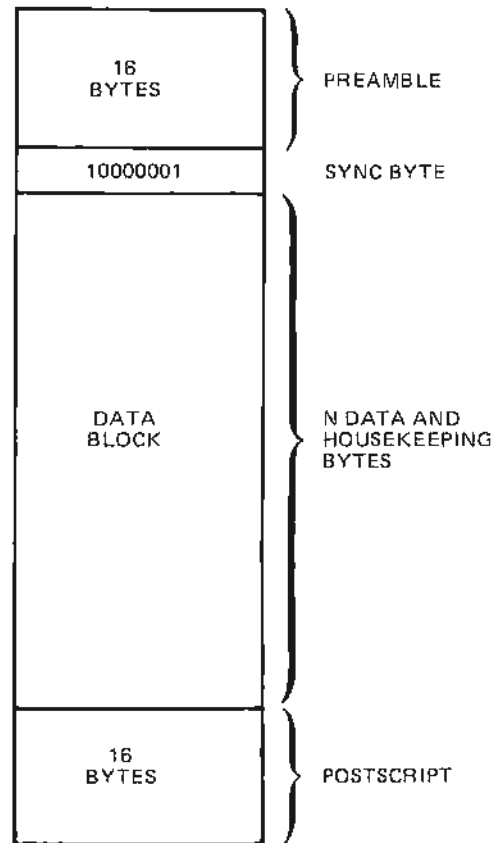 16
BYTES
PREAMBLE
10000001
SYNC BYTE
DATA
BLOCK
N DATA AND
HOUSEKEEPING
BYTES
16
BYTES
POSTSCRIPT